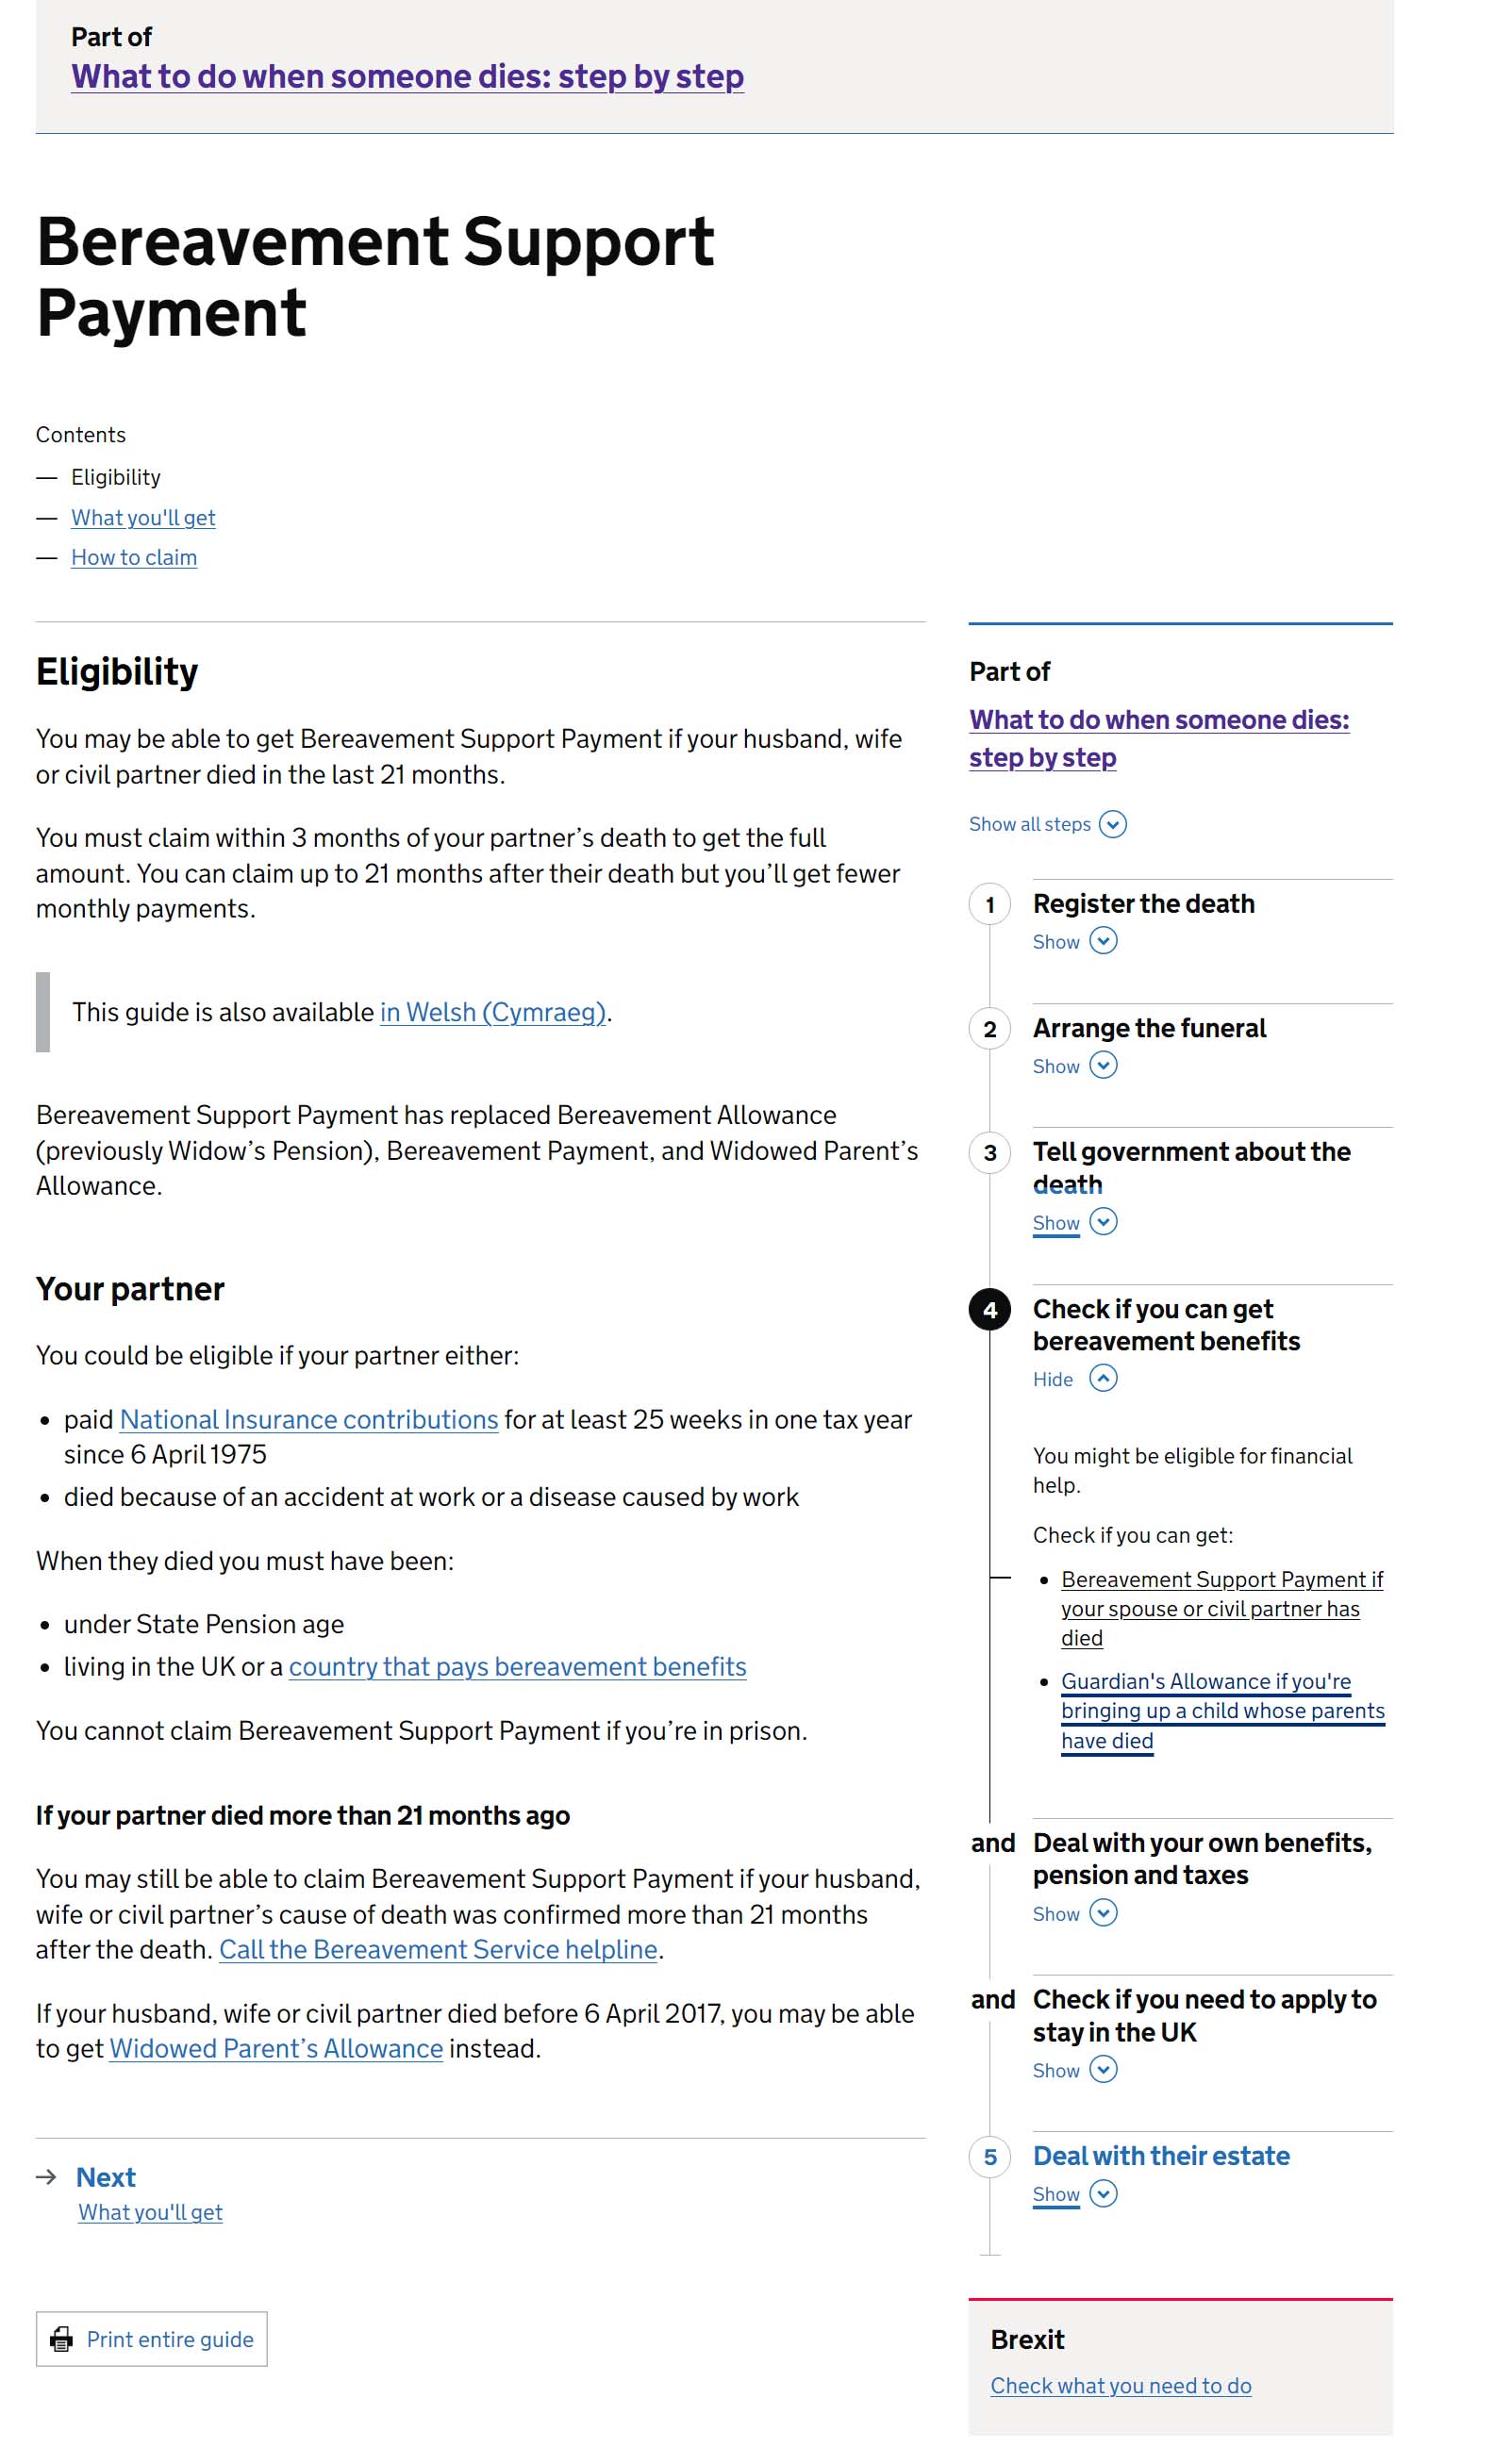 Part of
What to do when someone dies: step by step
Bereavement Support
Payment
Contents
— Eligibility
— What you'll get
— How to claim
Eligibility
You may be able to get Bereavement Support Payment if your husband, wife
or civil partner died in the last 21 months.
You must claim within 3 months of your partner’s death to get the full
amount. You can claim up to 21 months after their death but you’ll get fewer
monthly payments.
This guide is also available in Welsh (Cymraeg).
Bereavement Support Payment has replaced Bereavement Allowance
(previously Widow’s Pension), Bereavement Payment, and Widowed Parent’s
Allowance.
Your partner
You could be eligible if your partner either:
• paid National Insurance contributions for at least 25 weeks in one tax year
since 6 April 1975
• died because of an accident at work or a disease caused by work
When they died you must have been:
• under State Pension age
• living in the UK or a country that pays bereavement benefits
You cannot claim Bereavement Support Payment if you’re in prison.
If your partner died more than 21 months ago
You may still be able to claim Bereavement Support Payment if your husband,
wife or civil partner’s cause of death was confirmed more than 21 months
after the death. Call the Bereavement Service helpline.
If your husband, wife or civil partner died before 6 April 2017, you may be able
to get Widowed Parent’s Allowance instead.
→ Next
What you'll get
Print entire guide
Part of
What to do when someone dies:
step by step
Show all steps
1 Register the death
Show
2 Arrange the funeral
Show
3 Tell government about the
death
Show
4 Check if you can get
bereavement benefits
Hide
You might be eligible for financial
help.
Check if you can get:
• Bereavement Support Payment if
your spouse or civil partner has
died
• Guardian's Allowance if you're
bringing up a child whose parents
have died
and Deal with your own benefits,
pension and taxes
Show
and Check if you need to apply to
stay in the UK
Show
5 Deal with their estate
Show
Brexit
Check what you need to do